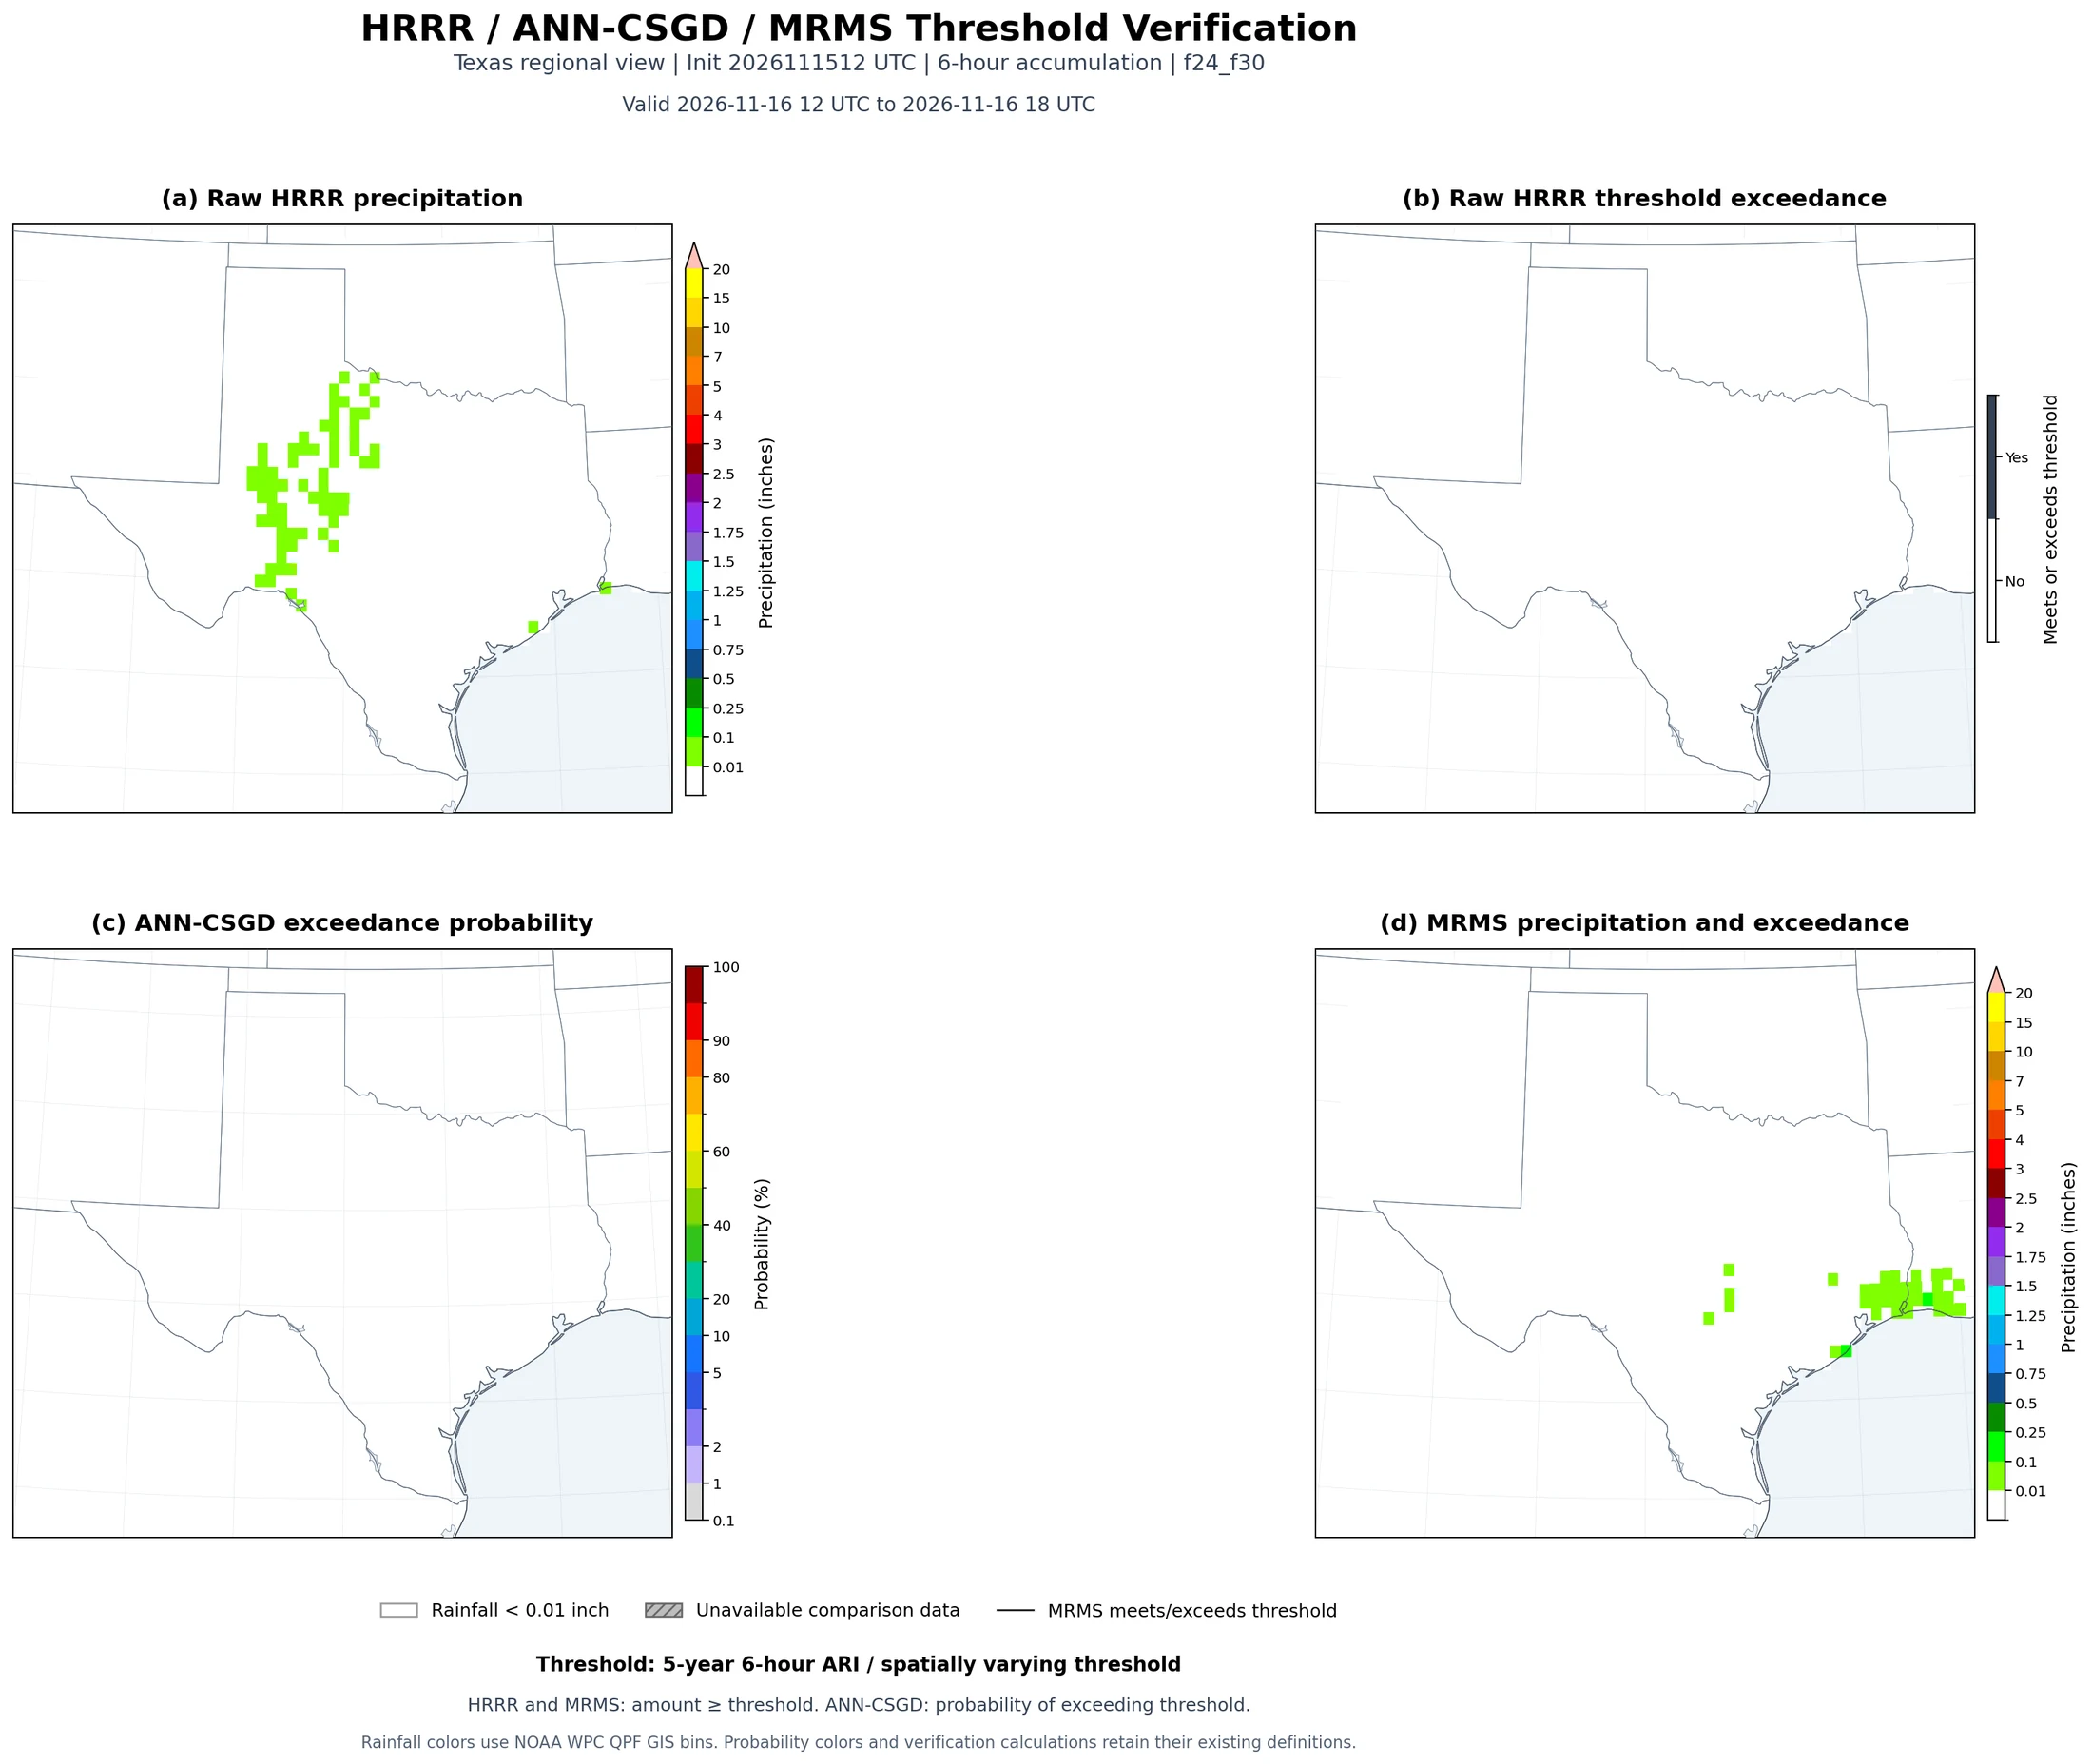 HRRR / ANN-CSGD / MRMS Threshold Verification
Texas regional view | Init 2026111512 UTC | 6-hour accumulation | f24_f30
Valid 2026-11-16 12 UTC to 2026-11-16 18 UTC
(a) Raw HRRR precipitation
20
15
10
7
5
4
3
2.5
2
1.75
1.5
1.25
1
0.75
0.5
0.25
0.1
0.01
Precipitation (inches)
(b) Raw HRRR threshold exceedance
Yes
No
Meets or exceeds threshold
(c) ANN-CSGD exceedance probability
100
90
80
60
40
20
10
5
2
1
0.1
Probability (%)
(d) MRMS precipitation and exceedance
20
15
10
7
5
4
3
2.5
2
1.75
1.5
1.25
1
0.75
0.5
0.25
0.1
0.01
Precipitation (inches)
Rainfall < 0.01 inch
Unavailable comparison data
MRMS meets/exceeds threshold
Threshold: 5-year 6-hour ARI / spatially varying threshold
HRRR and MRMS: amount ≥ threshold. ANN-CSGD: probability of exceeding threshold.
Rainfall colors use NOAA WPC QPF GIS bins. Probability colors and verification calculations retain their existing definitions.